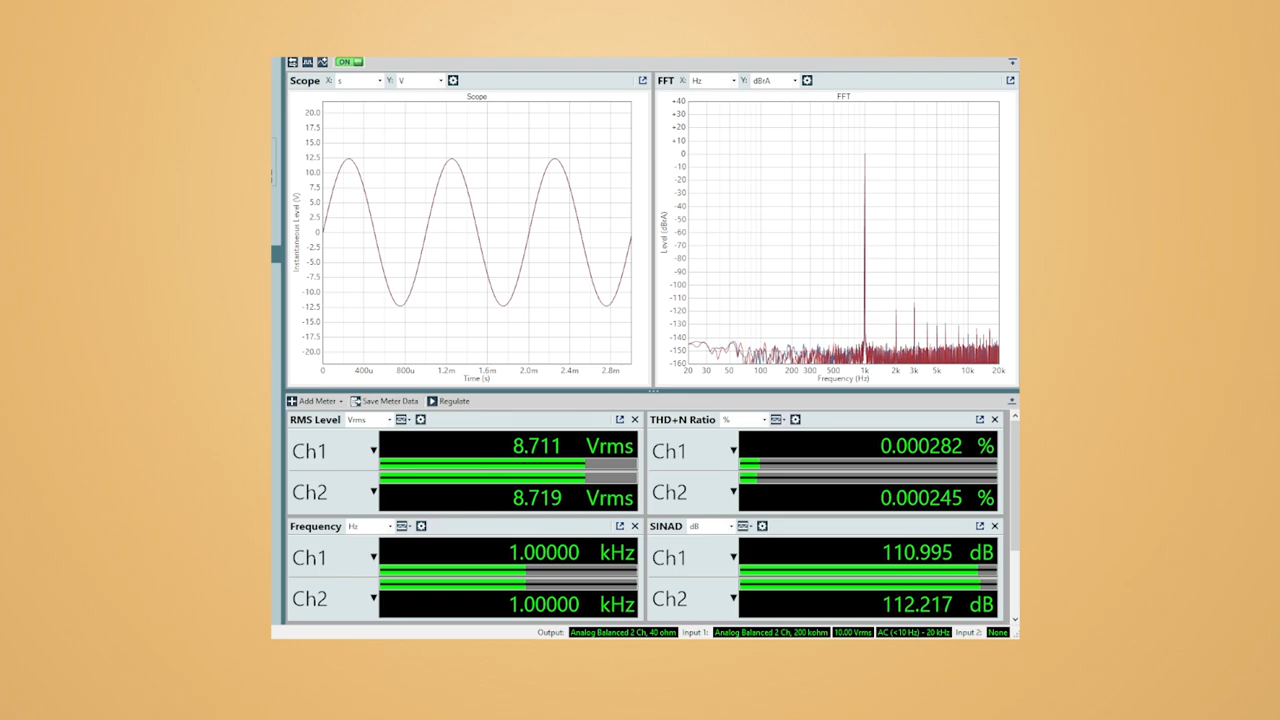 ON
Scope X: s Y: V
FFT X: Hz Y: dBrA
Scope
20.0
17.5
15.0
12.5
10.0
7.5
5.0
2.5
0
-2.5
-5.0
-7.5
-10.0
-12.5
-15.0
-17.5
-20.0
Instantaneous Level (V)
0 400u 800u 1.2m 1.6m 2.0m 2.4m 2.8m
Time (s)
FFT
+40
+30
+20
+10
0
-10
-20
-30
-40
-50
-60
-70
-80
-90
-100
-110
-120
-130
-140
-150
-160
Level (dBrA)
20 30 50 100 200 300 500 1k 2k 3k 5k 10k 20k
Frequency (Hz)
Add Meter Save Meter Data Regulate
RMS Level Vrms
Ch1 8.711 Vrms
Ch2 8.719 Vrms
THD+N Ratio %
Ch1 0.000282 %
Ch2 0.000245 %
Frequency Hz
Ch1 1.00000 kHz
Ch2 1.00000 kHz
SINAD dB
Ch1 110.995 dB
Ch2 112.217 dB
Output: Analog Balanced 2 Ch, 40 ohm Input 1: Analog Balanced 2 Ch, 200 kohm 10.00 Vrms AC (<10 Hz) - 20 kHz Input 2: None